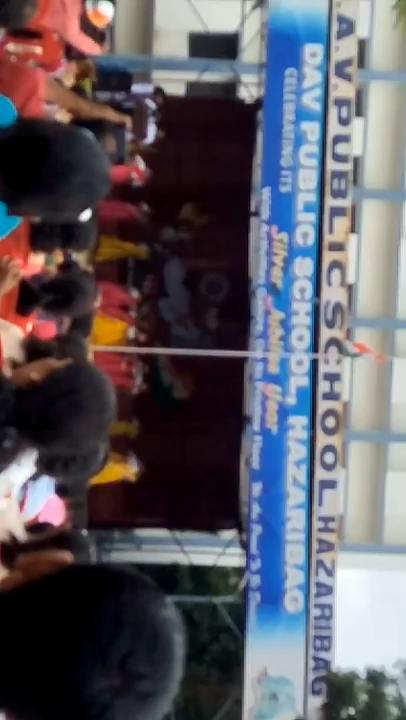 A.V.PUBLIC SCHOOL HAZARIBAG
DAV PUBLIC SCHOOL, HAZARIBAG
CELEBRATING ITS
Silver Jubilee Year